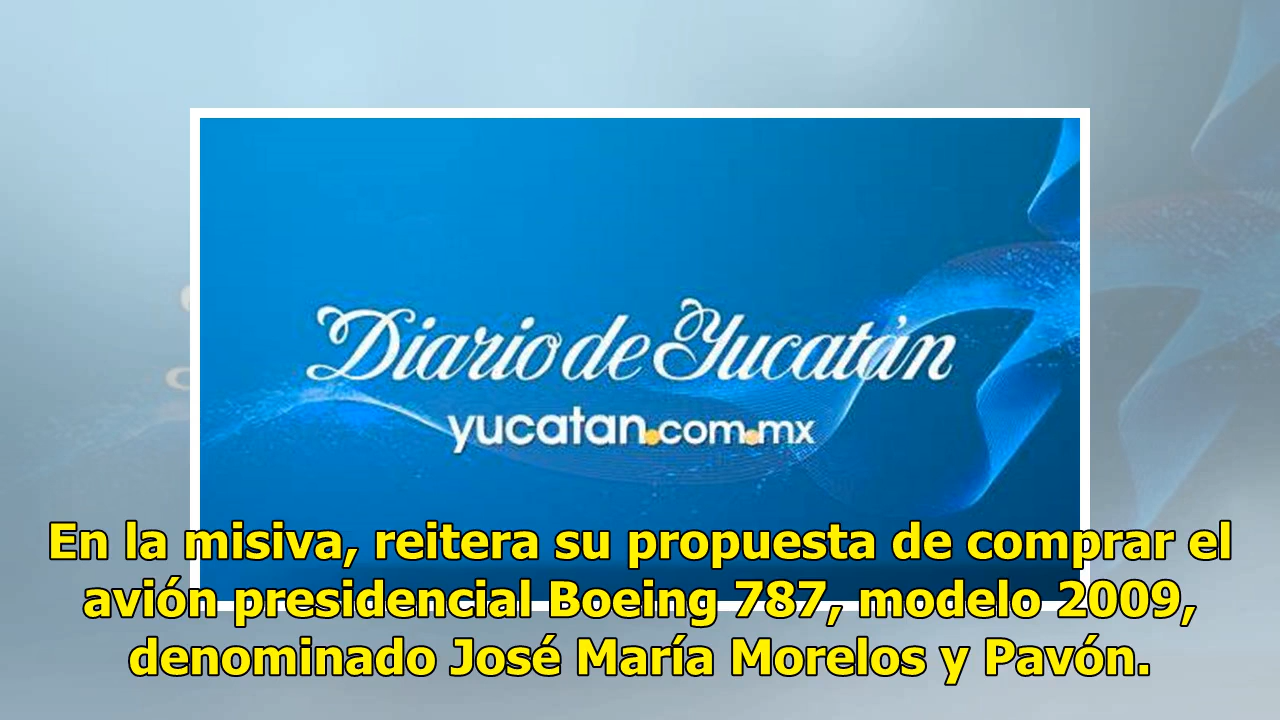 Diario de Yucatán
yucatan.com.mx
En la misiva, reitera su propuesta de comprar el
avión presidencial Boeing 787, modelo 2009,
denominado José María Morelos y Pavón.